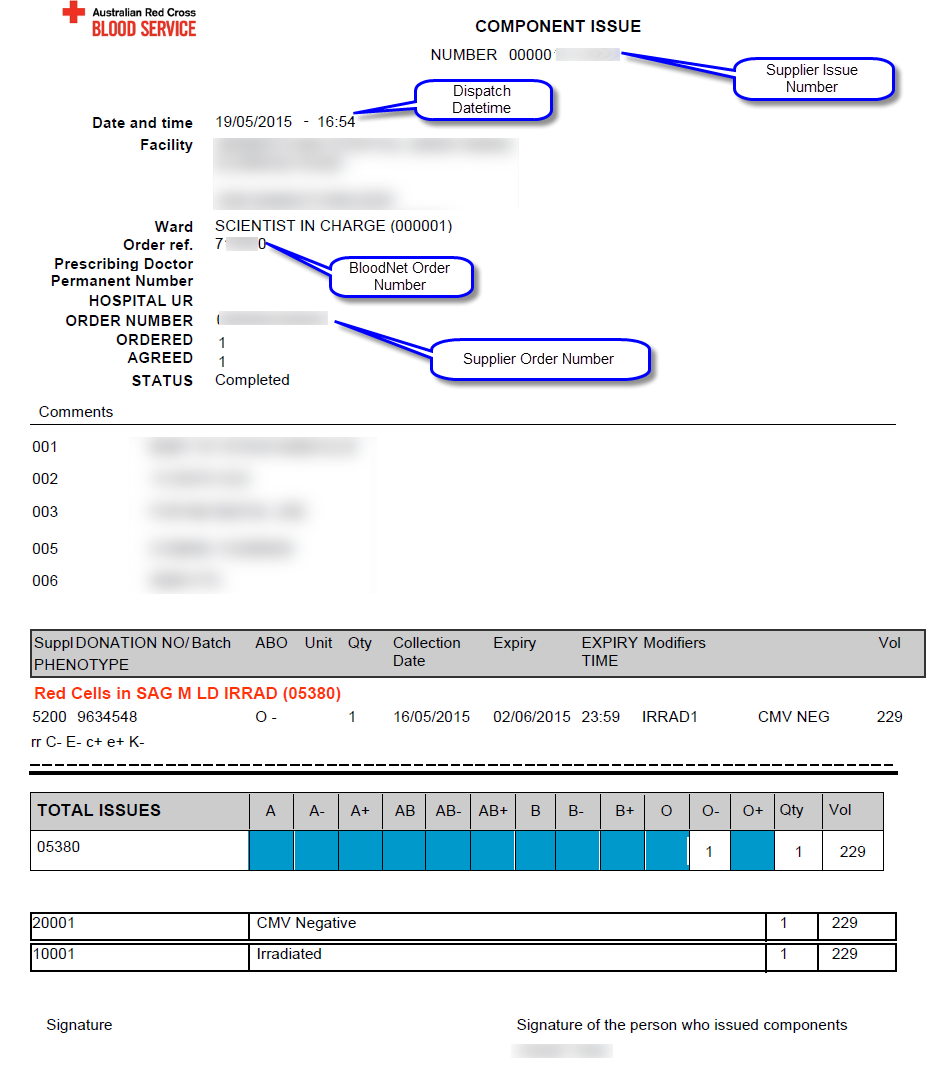 Australian Red Cross
BLOOD SERVICE
COMPONENT ISSUE
NUMBER 00000
Supplier Issue
Number
Dispatch
Datetime
Date and time 19/05/2015 - 16:54
Facility
Ward SCIENTIST IN CHARGE (000001)
Order ref. 7 0
Prescribing Doctor
BloodNet Order
Number
Permanent Number
HOSPITAL UR
ORDER NUMBER
ORDERED 1
AGREED 1
Supplier Order Number
STATUS Completed
Comments
001
002
003
005
006
Suppl DONATION NO/ Batch ABO Unit Qty Collection Expiry EXPIRY Modifiers Vol
PHENOTYPE Date TIME
Red Cells in SAG M LD IRRAD (05380)
5200 9634548 O - 1 16/05/2015 02/06/2015 23:59 IRRAD1 CMV NEG 229
rr C- E- c+ e+ K-
TOTAL ISSUES A A- A+ AB AB- AB+ B B- B+ O O- O+ Qty Vol
05380 1 1 229
20001 CMV Negative 1 229
10001 Irradiated 1 229
Signature Signature of the person who issued components